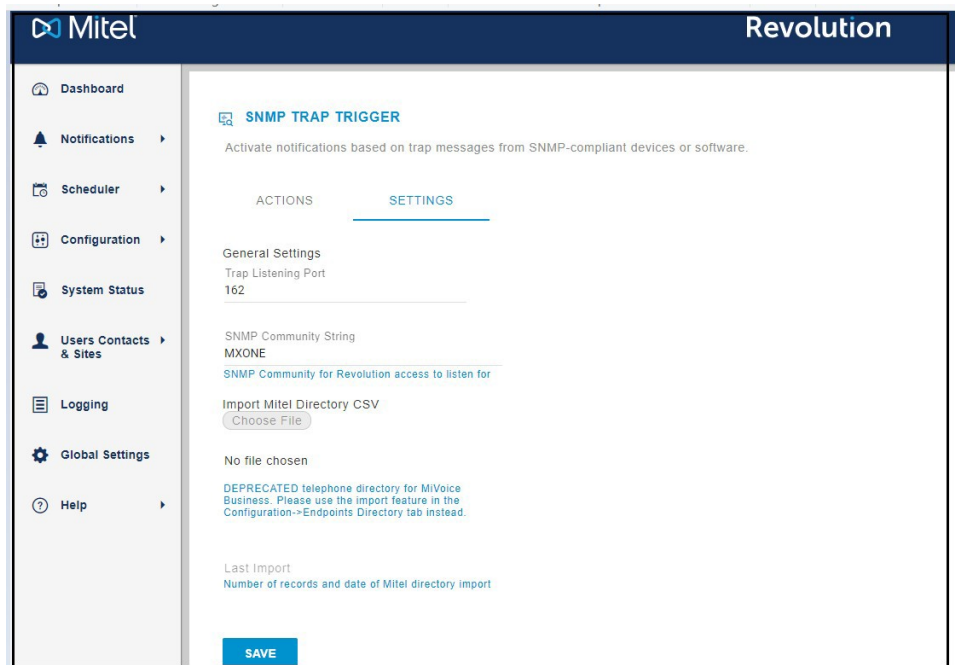 Mitel
Revolution
Dashboard
Notifications
Scheduler
Configuration
System Status
Users Contacts
& Sites
Logging
Global Settings
Help
SNMP TRAP TRIGGER
Activate notifications based on trap messages from SNMP-compliant devices or software.
ACTIONS SETTINGS
General Settings
Trap Listening Port
162
SNMP Community String
MXONE
SNMP Community for Revolution access to listen for
Import Mitel Directory CSV
Choose File
No file chosen
DEPRECATED telephone directory for MiVoice
Business. Please use the import feature in the
Configuration->Endpoints Directory tab instead.
Last Import
Number of records and date of Mitel directory import
SAVE